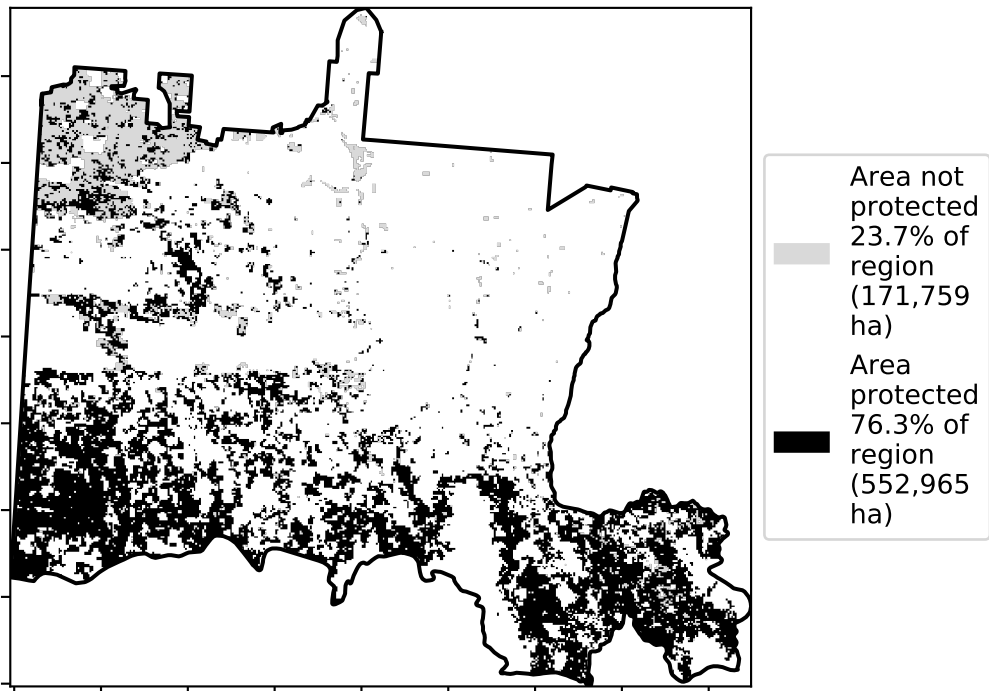 Area not
protected
23.7% of
region
(171,759
ha)
Area
protected
76.3% of
region
(552,965
ha)